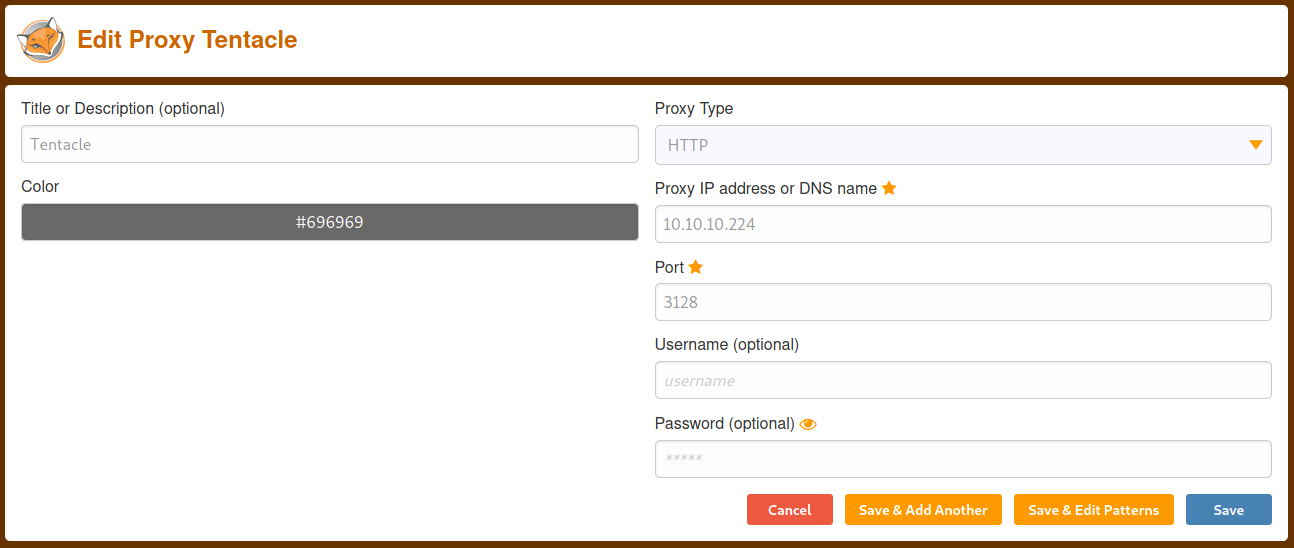 Edit Proxy Tentacle
Title or Description (optional)
Tentacle
Color
#696969
Proxy Type
HTTP
Proxy IP address or DNS name
10.10.10.224
Port
3128
Username (optional)
username
Password (optional)
*****
Cancel
Save & Add Another
Save & Edit Patterns
Save